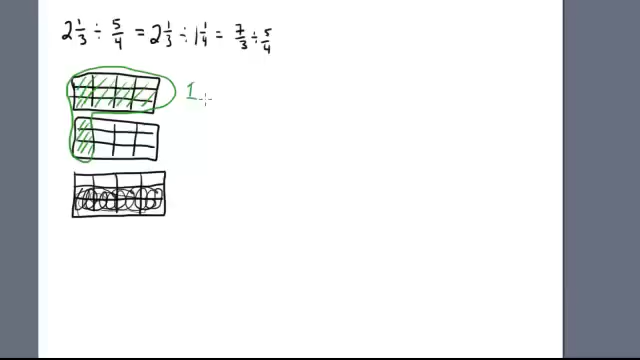 2 1/3 ÷ 5/4 = 2 1/3 ÷ 1 1/4 = 7/3 ÷ 5/4
1